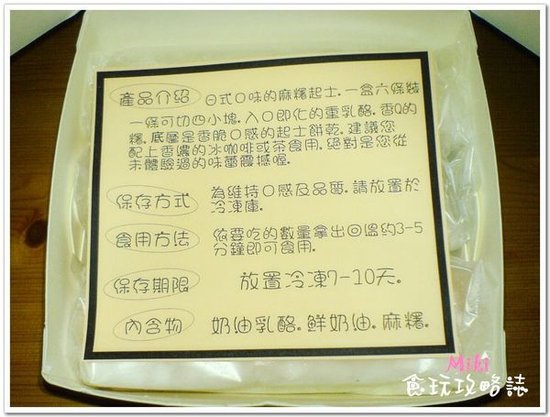 產品介紹 日式口味的麻糬起士.一盒六條裝
一條可切四小塊.入口即化的重乳酪.香Q的
糬.底層是香脆口感的起士餅乾.建議您
配上香濃的冰咖啡或茶食用.絕對是您從
未體驗過的味蕾震撼喔.
保存方式 為維持口感及品質.請放置於
冷凍庫.
食用方法 依要吃的數量拿出回溫約3-5
分鐘即可食用.
保存期限 放置冷凍7-10天.
內含物 奶油乳酪.鮮奶油.麻糬.
Miki
食玩攻略誌